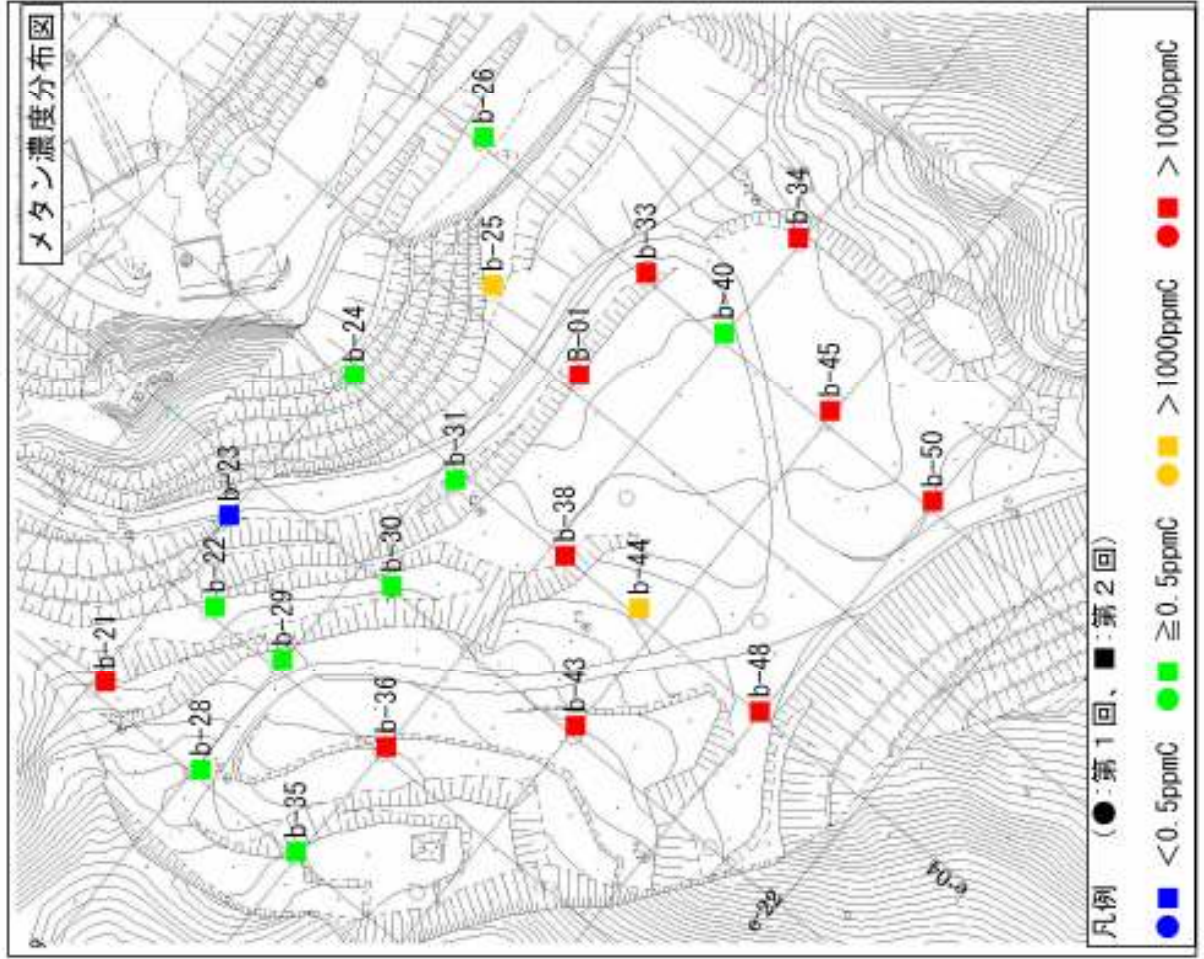 メタン濃度分布図
b-21
b-28
b-22
b-23
b-35
b-29
b-24
b-36
b-30
b-31
b-25
b-26
b-43
b-38
B-01
b-44
b-33
b-48
b-40
b-45
b-34
b-50
e-22
e-04
凡例 (●:第1回、■:第2回)
●■ <0.5ppmC ●■ ≧0.5ppmC ●■ >1000ppmC ●■ >1000ppmC